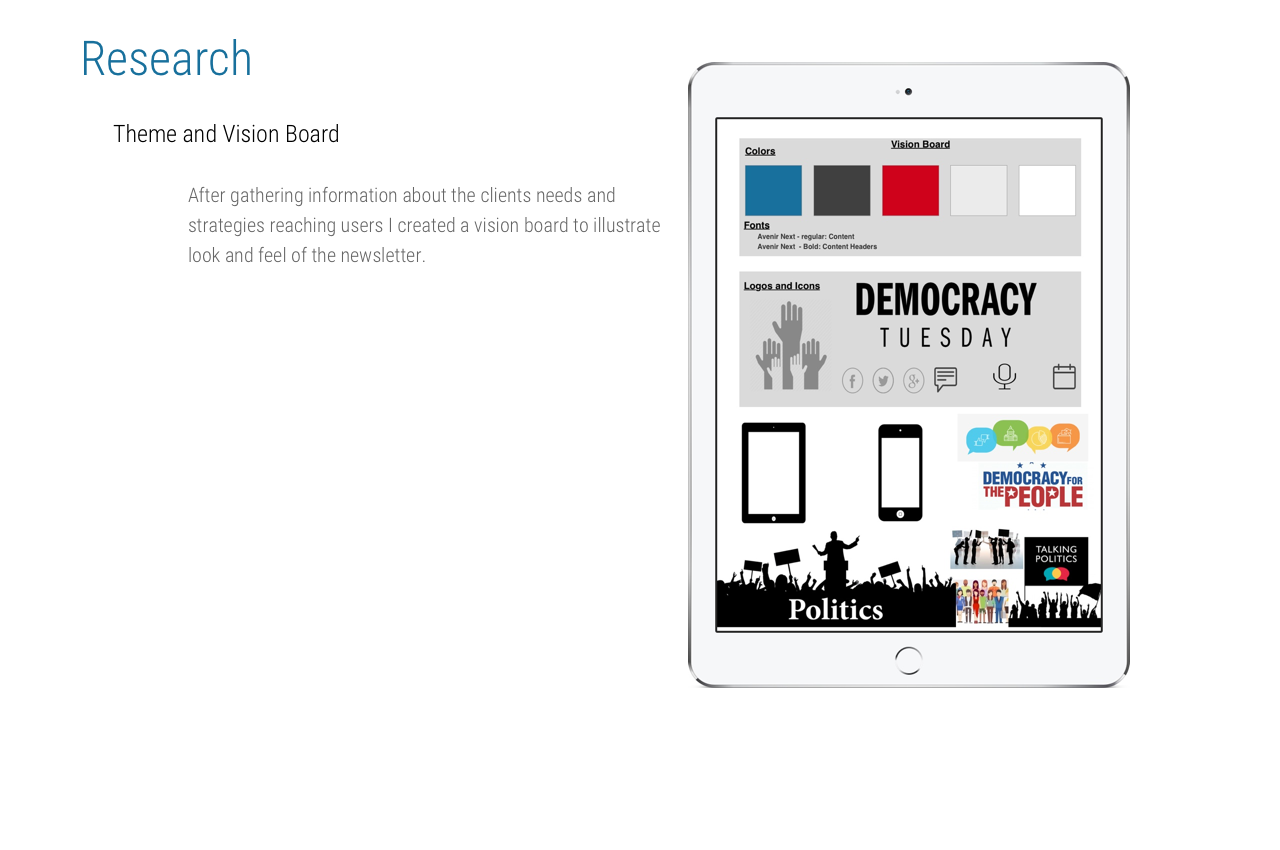 Research
Theme and Vision Board
After gathering information about the clients needs and
strategies reaching users I created a vision board to illustrate
look and feel of the newsletter.
Vision Board
Colors
Fonts
Avenir Next - regular: Content
Avenir Next - Bold: Content Headers
Logos and Icons
DEMOCRACY
TUESDAY
DEMOCRACY FOR
THE PEOPLE
TALKING
POLITICS
Politics